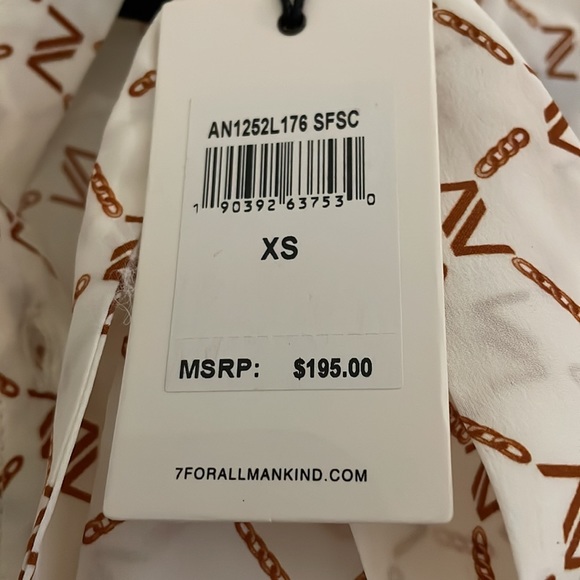 AN1252L176 SFSC
1 90392 63753 0
XS
MSRP: $195.00
7FORALLMANKIND.COM